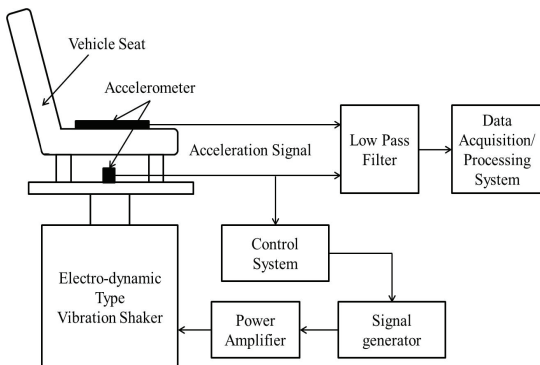 Vehicle Seat
Accelerometer
Acceleration Signal
Low Pass
Filter
Data
Acquisition/
Processing
System
Control
System
Electro-dynamic
Type
Vibration Shaker
Power
Amplifier
Signal
generator